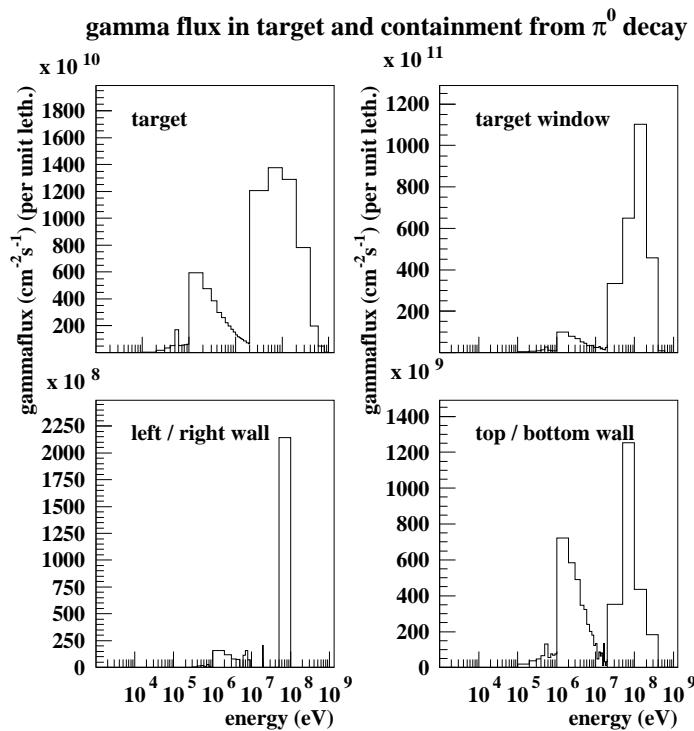 gamma flux in target and containment from π⁰ decay
x 10¹⁰
x 10¹¹
gammaflux (cm⁻²s⁻¹) (per unit leth.)
1800
1600
1400
1200
1000
800
600
400
200
target
gammaflux (cm⁻²s⁻¹) (per unit leth.)
1200
1000
800
600
400
200
target window
x 10⁸
x 10⁹
2250
2000
1750
1500
1250
1000
750
500
250
0
left / right wall
10⁴ 10⁵ 10⁶ 10⁷ 10⁸ 10⁹
energy (eV)
1400
1200
1000
800
600
400
200
0
top / bottom wall
10⁴ 10⁵ 10⁶ 10⁷ 10⁸ 10⁹
energy (eV)